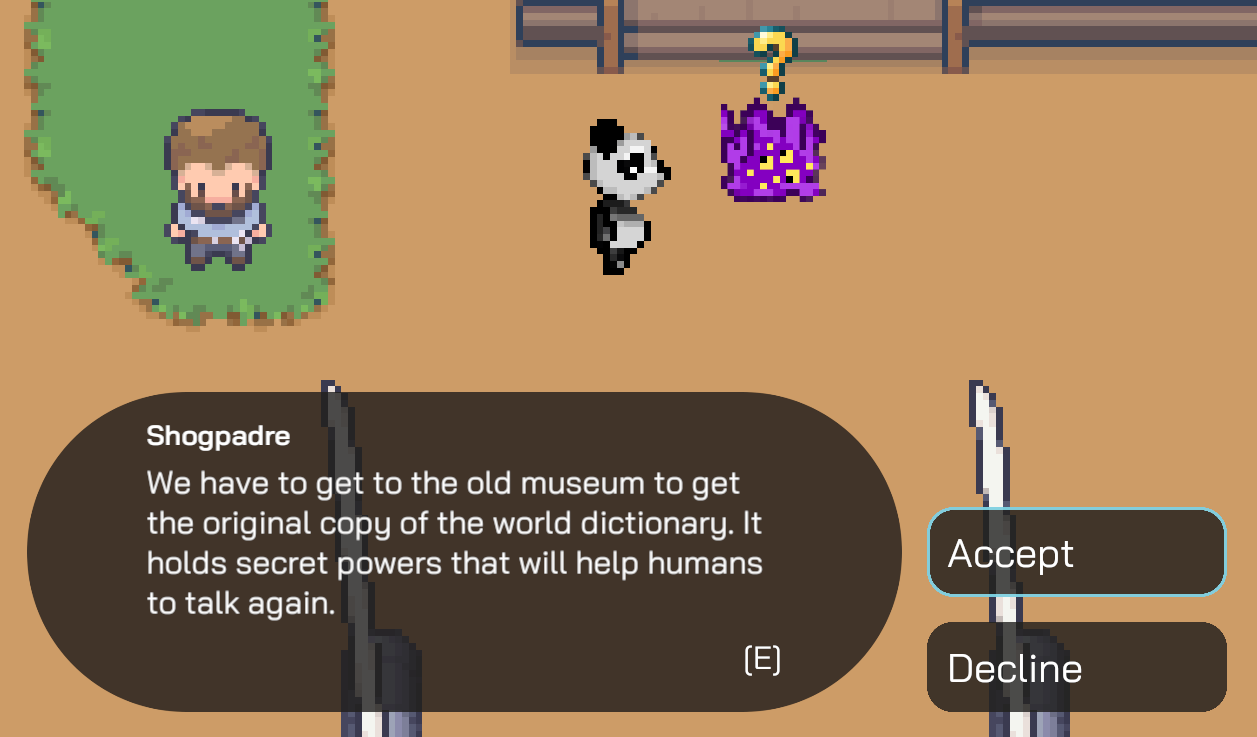 ?
Shogpadre
We have to get to the old museum to get
the original copy of the world dictionary. It
holds secret powers that will help humans
to talk again.
(E)
Accept
Decline